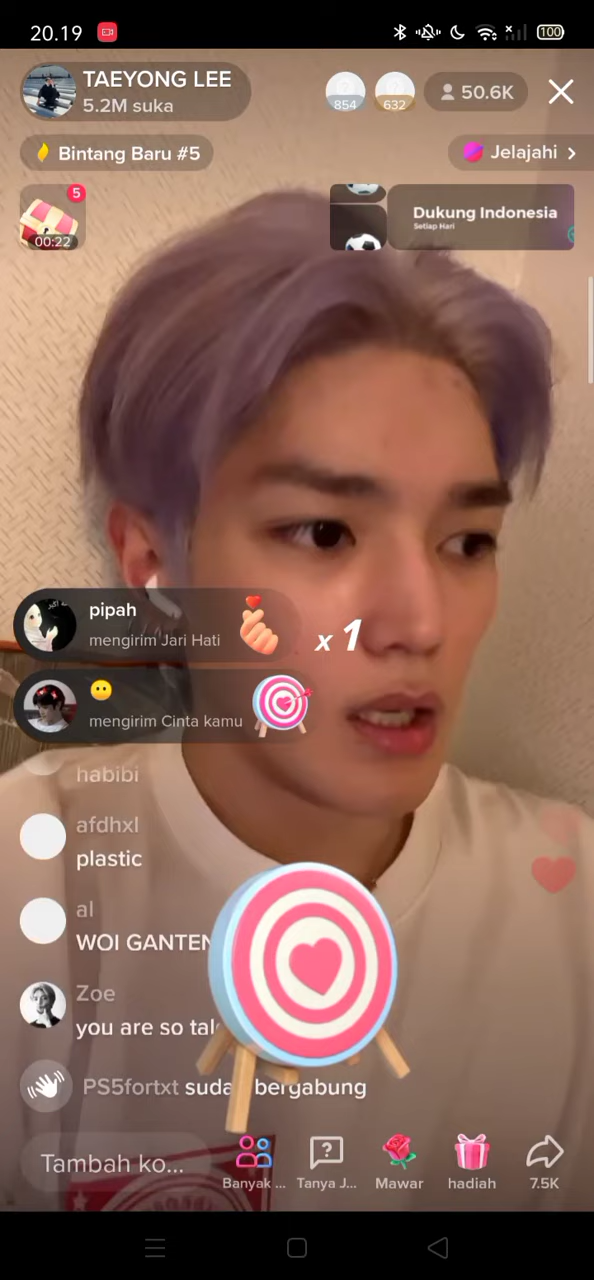 20.19
100
TAEYONG LEE
5.2M suka
854
632
50.6K
Bintang Baru #5
Jelajahi
5
00:22
Dukung Indonesia
Setiap Hari
pipah
mengirim Jari Hati
x 1
mengirim Cinta kamu
habibi
afdhxl
plastic
al
WOI GANTEN
Zoe
you are so tal
PS5fortxt suda bergabung
Tambah ko...
Banyak ...
Tanya J...
Mawar
hadiah
7.5K